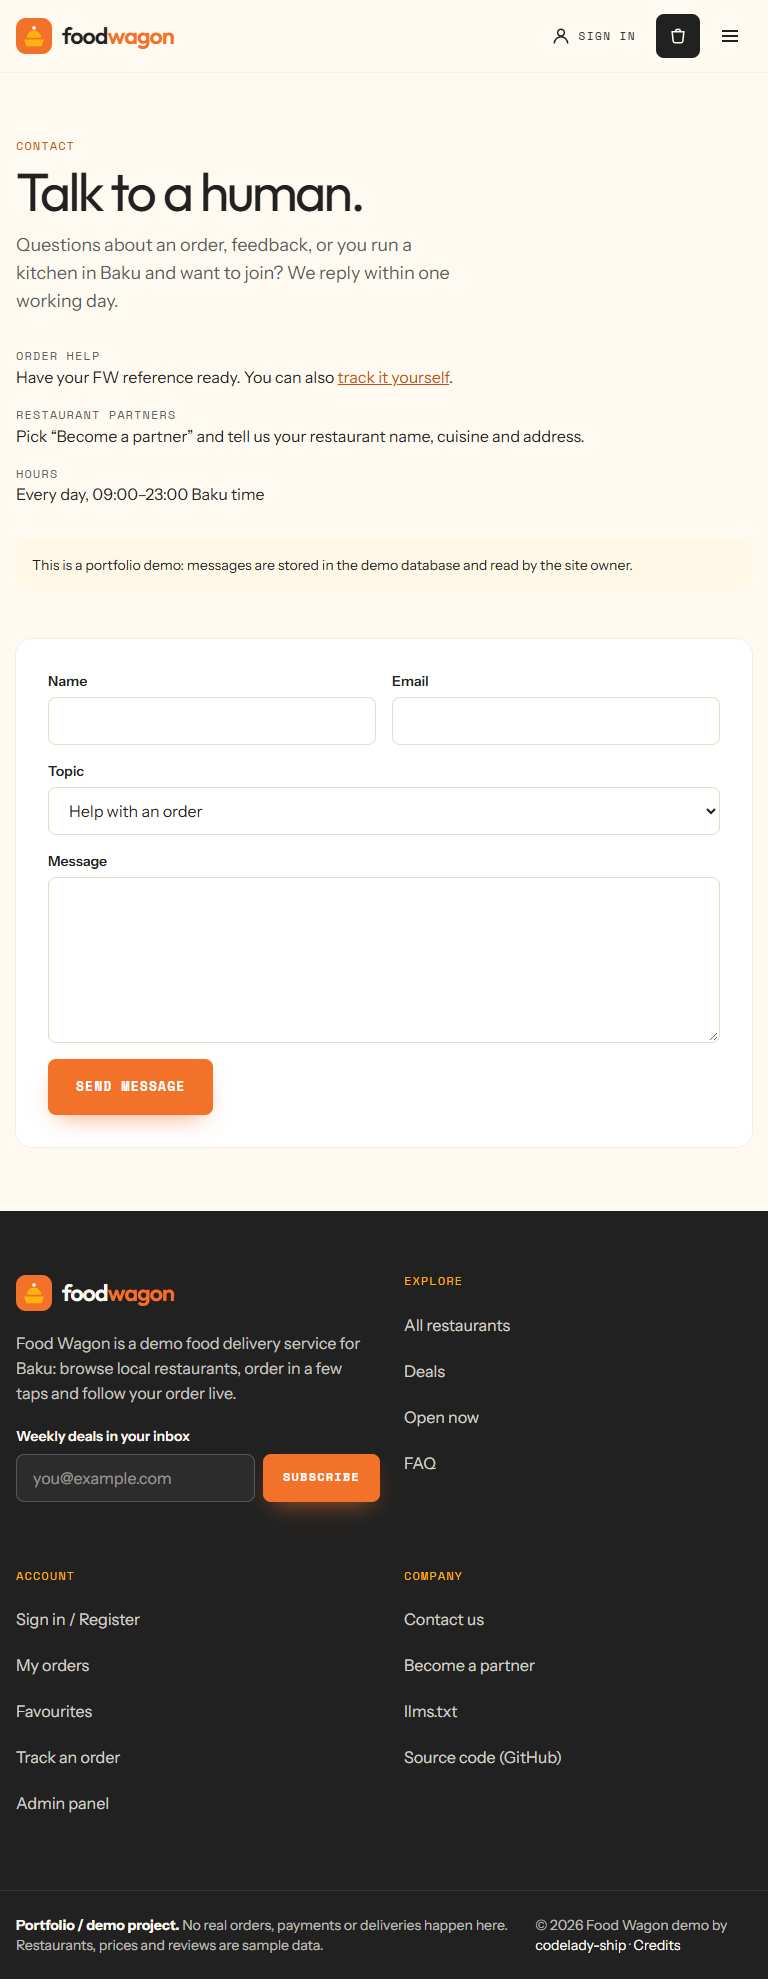 foodwagon
SIGN IN
CONTACT
Talk to a human.
Questions about an order, feedback, or you run a
kitchen in Baku and want to join? We reply within one
working day.
ORDER HELP
Have your FW reference ready. You can also track it yourself.
RESTAURANT PARTNERS
Pick “Become a partner” and tell us your restaurant name, cuisine and address.
HOURS
Every day, 09:00–23:00 Baku time
This is a portfolio demo: messages are stored in the demo database and read by the site owner.
Name
Email
Topic
Help with an order
Message
SEND MESSAGE
foodwagon
Food Wagon is a demo food delivery service for
Baku: browse local restaurants, order in a few
taps and follow your order live.
Weekly deals in your inbox
you@example.com
SUBSCRIBE
EXPLORE
All restaurants
Deals
Open now
FAQ
ACCOUNT
Sign in / Register
My orders
Favourites
Track an order
Admin panel
COMPANY
Contact us
Become a partner
llms.txt
Source code (GitHub)
Portfolio / demo project. No real orders, payments or deliveries happen here.
Restaurants, prices and reviews are sample data.
© 2026 Food Wagon demo by
codelady-ship · Credits